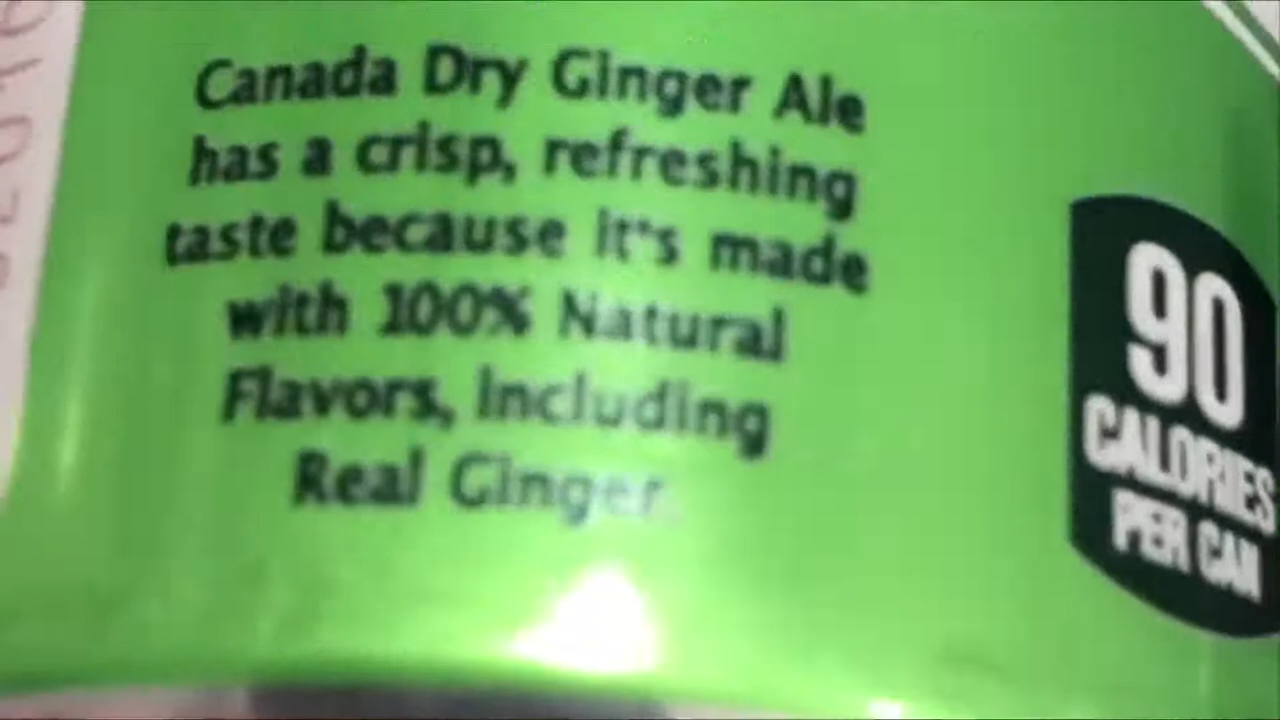 Canada Dry Ginger Ale
has a crisp, refreshing
taste because it's made
with 100% Natural
Flavors, Including
Real Ginger.
90
CALORIES
PER CAN